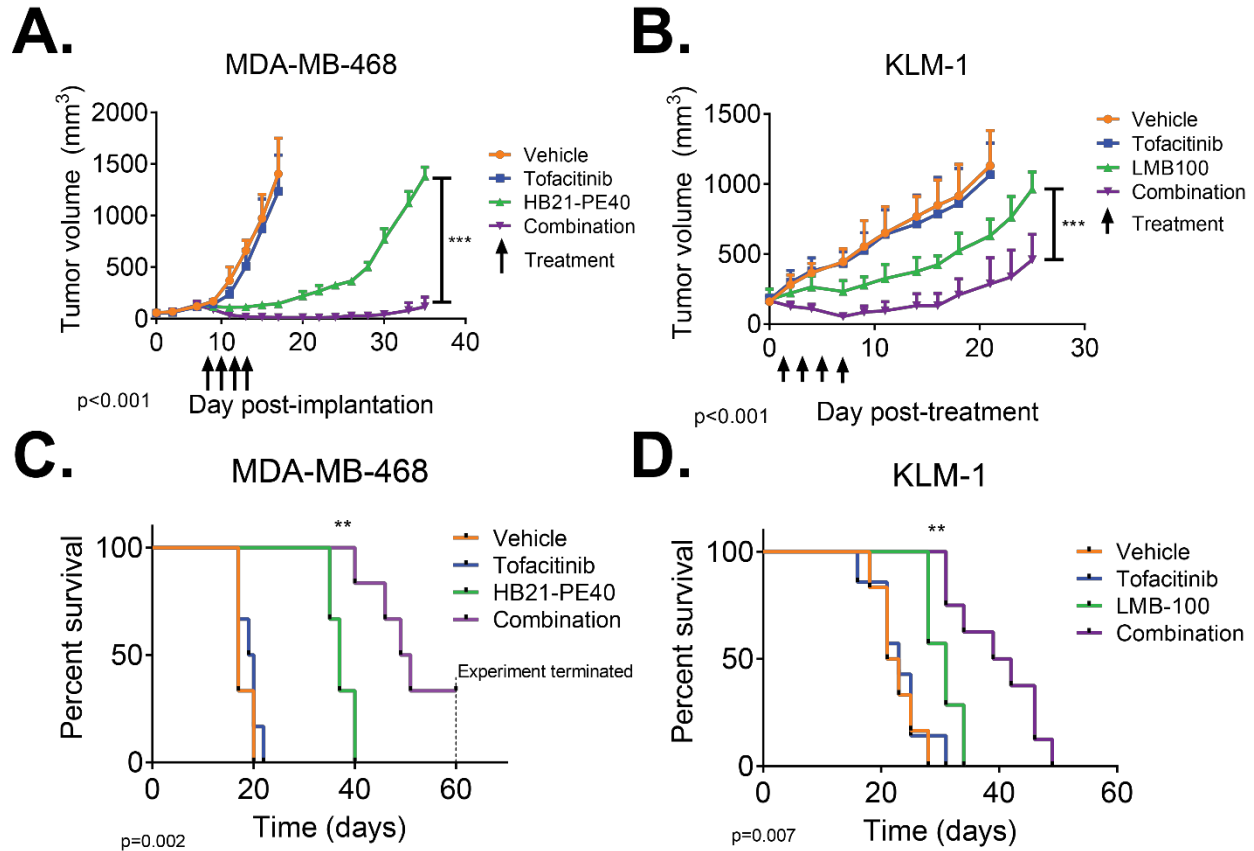 A.
MDA-MB-468
Tumor volume (mm³)
2000
1500
1000
500
0
0 10 20 30 40
Vehicle
Tofacitinib
HB21-PE40
Combination
Treatment
***
p<0.001
Day post-implantation
B.
KLM-1
Tumor volume (mm³)
1500
1000
500
0
0 10 20 30
Vehicle
Tofacitinib
LMB100
Combination
Treatment
***
p<0.001
Day post-treatment
C.
MDA-MB-468
Percent survival
100
50
0
0 20 40 60
**
Vehicle
Tofacitinib
HB21-PE40
Combination
Experiment terminated
Time (days)
p=0.002
D.
KLM-1
Percent survival
100
50
0
0 20 40 60
**
Vehicle
Tofacitinib
LMB-100
Combination
Time (days)
p=0.007